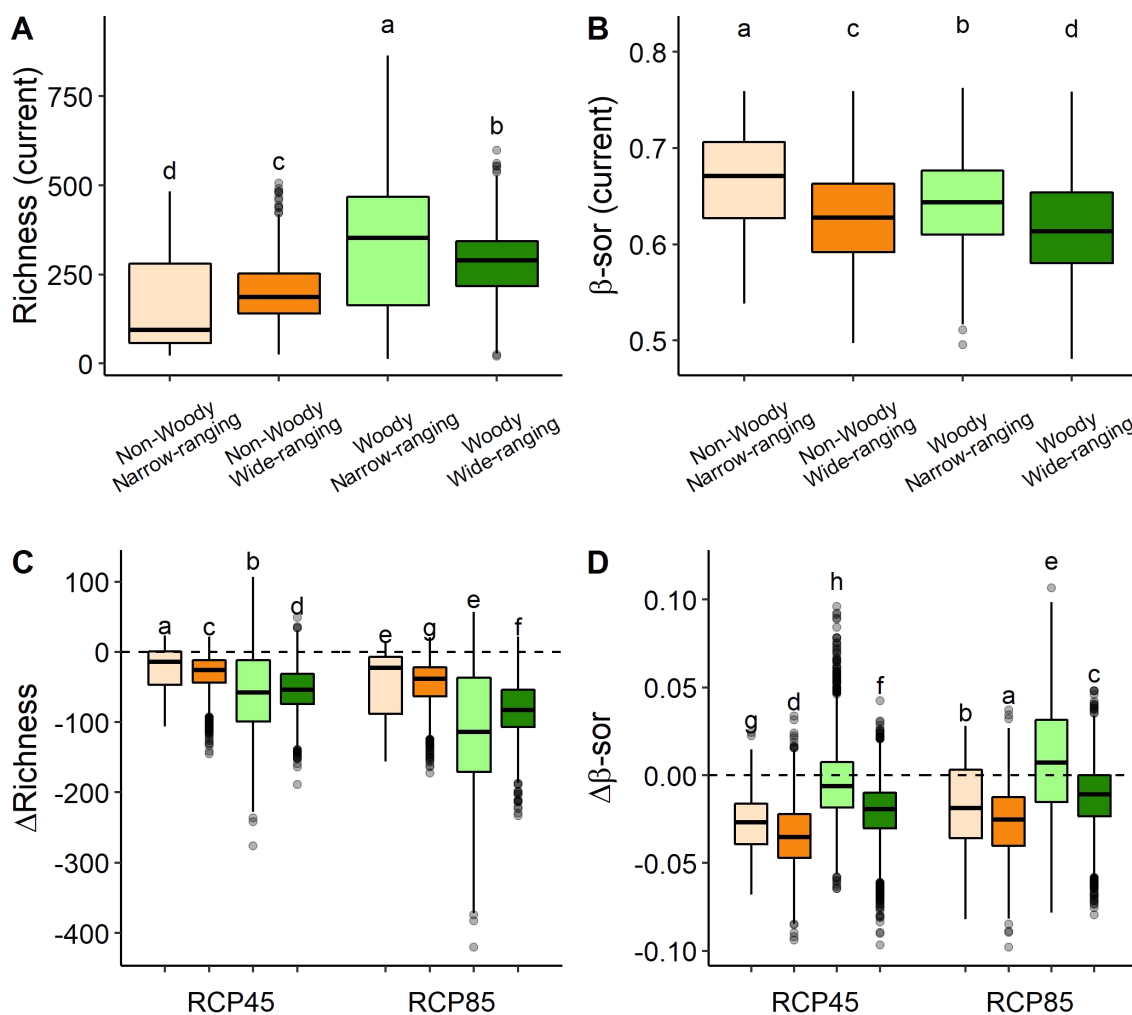 A
Richness (current)
750
500
250
0
d
c
a
b
Non-Woody
Narrow-ranging
Non-Woody
Wide-ranging
Woody
Narrow-ranging
Woody
Wide-ranging
B
β-sor (current)
0.8
0.7
0.6
0.5
a
c
b
d
Non-Woody
Narrow-ranging
Non-Woody
Wide-ranging
Woody
Narrow-ranging
Woody
Wide-ranging
C
ΔRichness
100
0
-100
-200
-300
-400
a
c
b
d
e
g
e
f
RCP45
RCP85
D
Δβ-sor
0.10
0.05
0.00
-0.05
-0.10
g
d
h
f
b
a
e
c
RCP45
RCP85